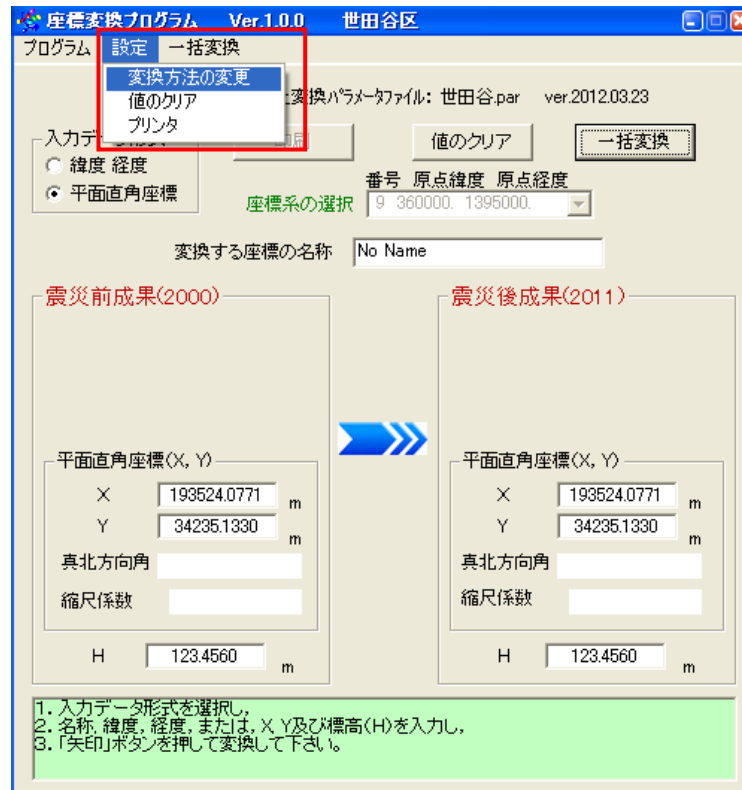 座標変換プログラム Ver.1.0.0 世田谷区
プログラム 設定 一括変換
変換方法の変更
値のクリア
プリンタ
変換パラメータファイル: 世田谷.par ver.2012.03.23
入力デ
値のクリア
一括変換
緯度 経度
平面直角座標
番号 原点緯度 原点経度
座標系の選択 9 360000. 1395000.
変換する座標の名称 No Name
震災前成果(2000)
平面直角座標(X, Y)
X 193524.0771 m
Y 34235.1330 m
真北方向角
縮尺係数
H 123.4560 m
震災後成果(2011)
平面直角座標(X, Y)
X 193524.0771 m
Y 34235.1330 m
真北方向角
縮尺係数
H 123.4560 m
1. 入力データ形式を選択し,
2. 名称, 緯度, 経度, または, X, Y及び標高(H)を入力し,
3. 「矢印」ボタンを押して変換して下さい。